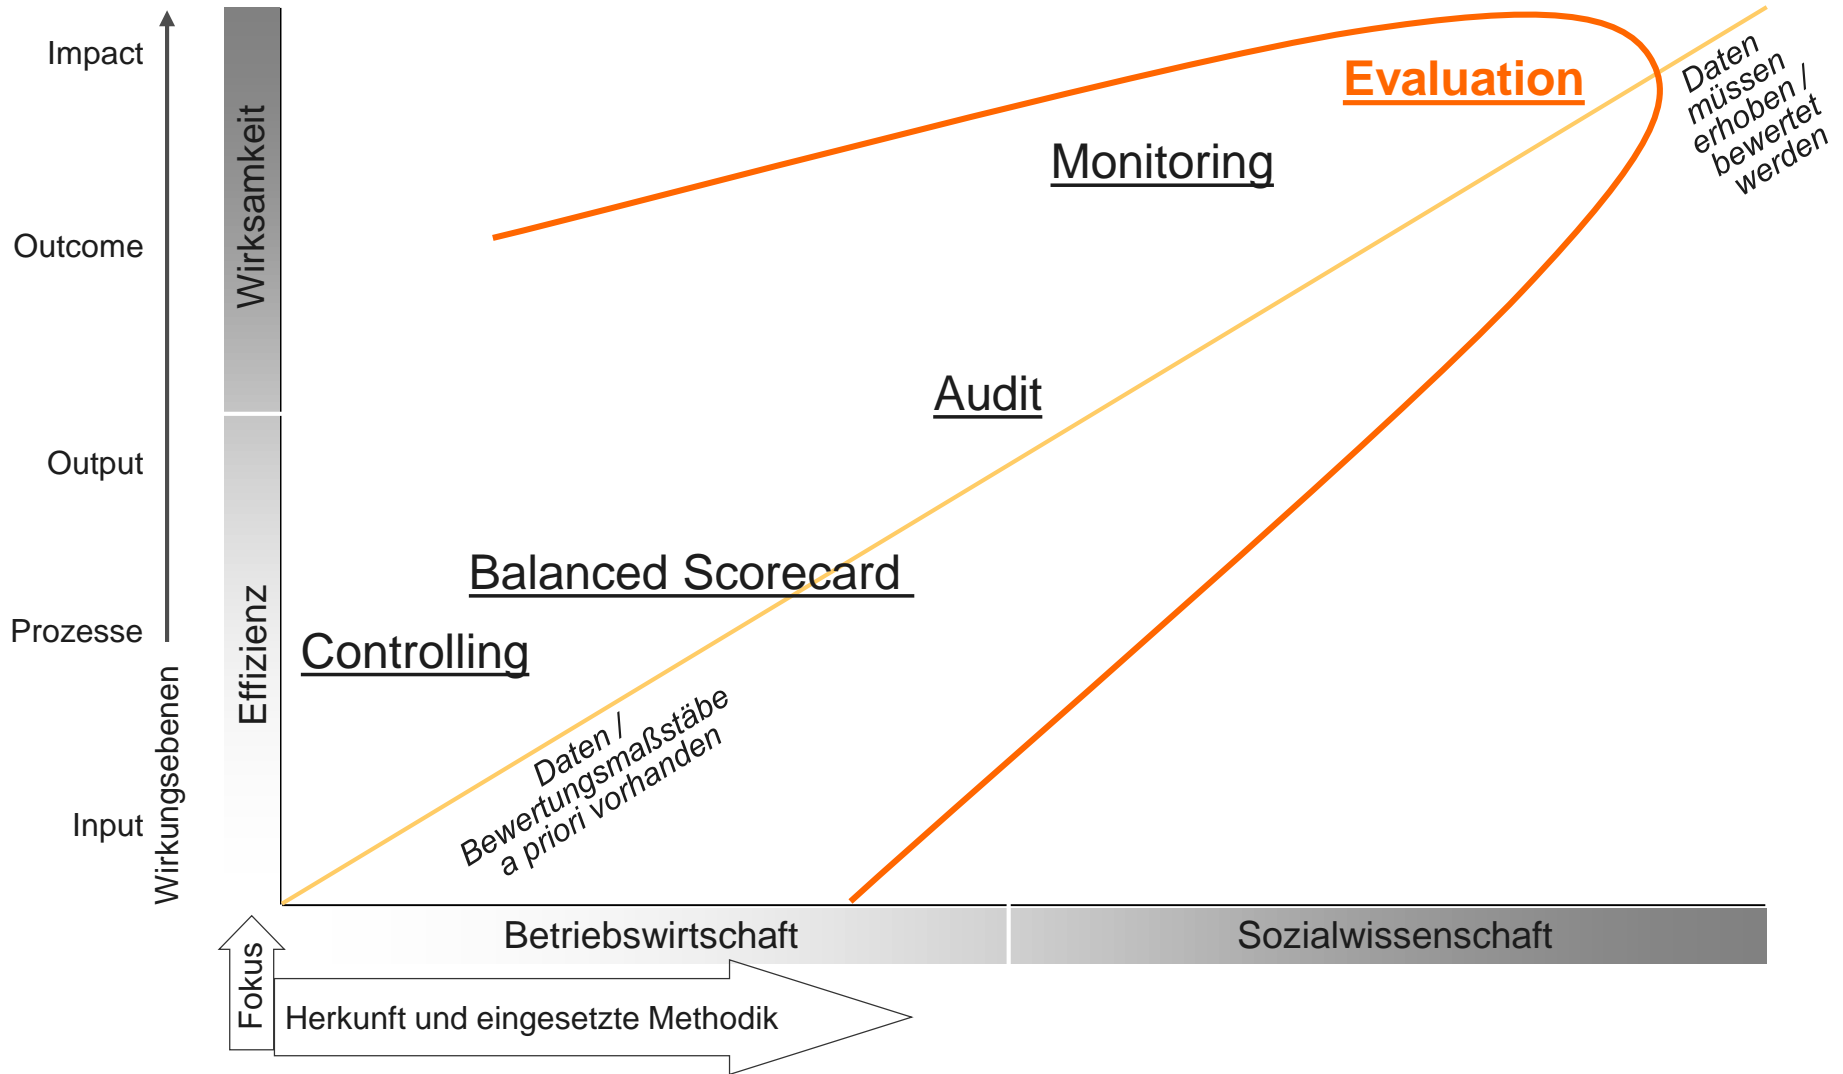 Impact
Outcome
Output
Prozesse
Input
Wirkungsebenen
Wirksamkeit
Effizienz
Evaluation
Monitoring
Audit
Balanced Scorecard
Controlling
Daten
müssen
erhoben /
bewertet
werden
Daten /
Bewertungsmaßstäbe
a priori vorhanden
Betriebswirtschaft
Sozialwissenschaft
Fokus
Herkunft und eingesetzte Methodik